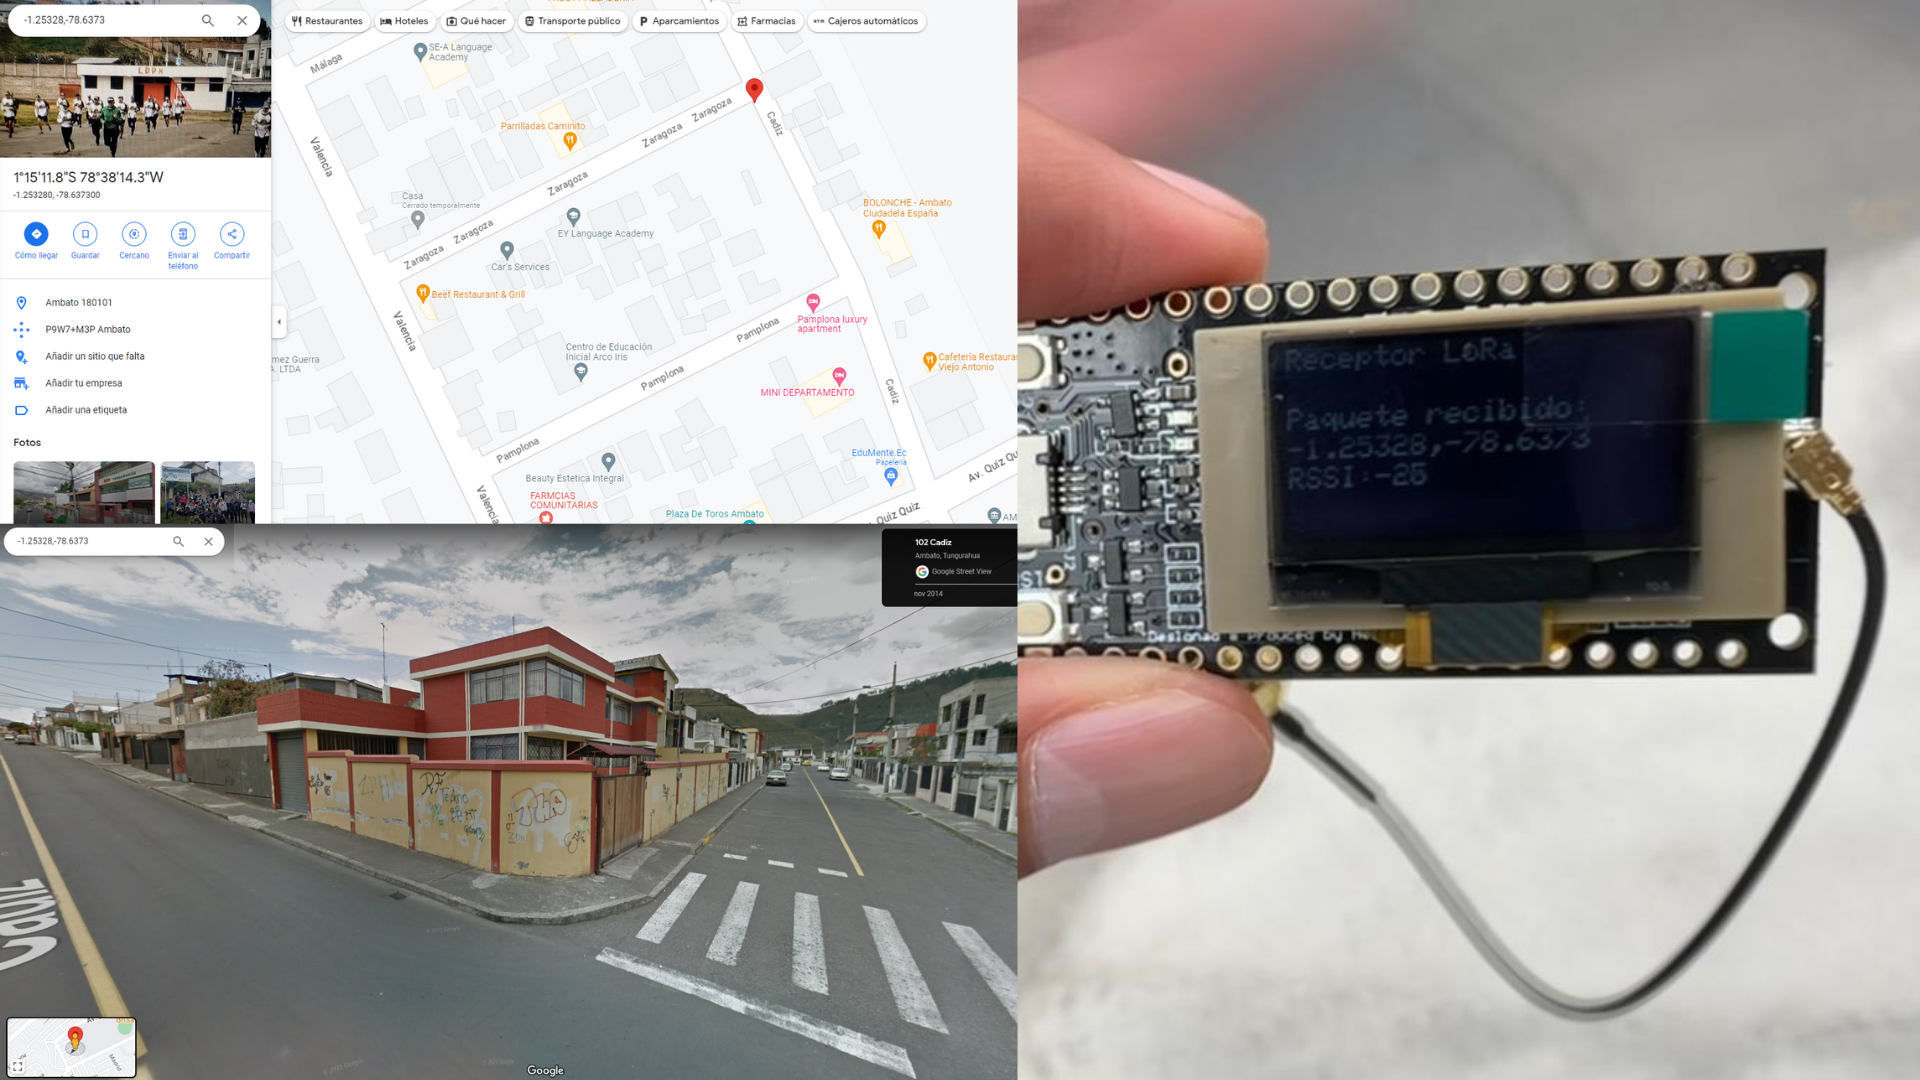 -1.25328,-78.6373
LDPM
1°15'11.8"S 78°38'14.3"W
-1.253280, -78.637300
Cómo llegar
Guardar
Cercano
Enviar al
teléfono
Compartir
Ambato 180101
P9W7+M3P Ambato
Añadir un sitio que falta
Añadir tu empresa
Añadir una etiqueta
Fotos
Restaurantes
Hoteles
Qué hacer
Transporte público
Aparcamientos
Farmacias
Cajeros automáticos
SE-A Language
Academy
Málaga
Zaragoza
Zaragoza
Cadiz
Parrilladas Caminito
Valencia
Zaragoza
Casa
Cerrado temporalmente
EY Language Academy
BOLONCHE - Ambato
Ciudadela España
Zaragoza
Zaragoza
Car's Services
Beef Restaurant & Grill
Valencia
Pamplona luxury
apartment
Pamplona
Centro de Educación
Inicial Arco Iris
mez Guerra
A. LTDA
Cafetería Restaura
Viejo Antonio
Pamplona
MINI DEPARTAMENTO
Cadiz
Pamplona
EduMente.Ec
Papelería
Beauty Estetica Integral
Av. Quiz Qu
FARMCIAS
COMUNITARIAS
Valencia
Plaza De Toros Ambato
Quiz Quiz
AM
-1.25328,-78.6373
102 Cadiz
Ambato, Tungurahua
Google Street View
nov 2014
Google
Receptor LoRa
Paquete recibido:
-1.25328,-78.6373
RSSI:-25